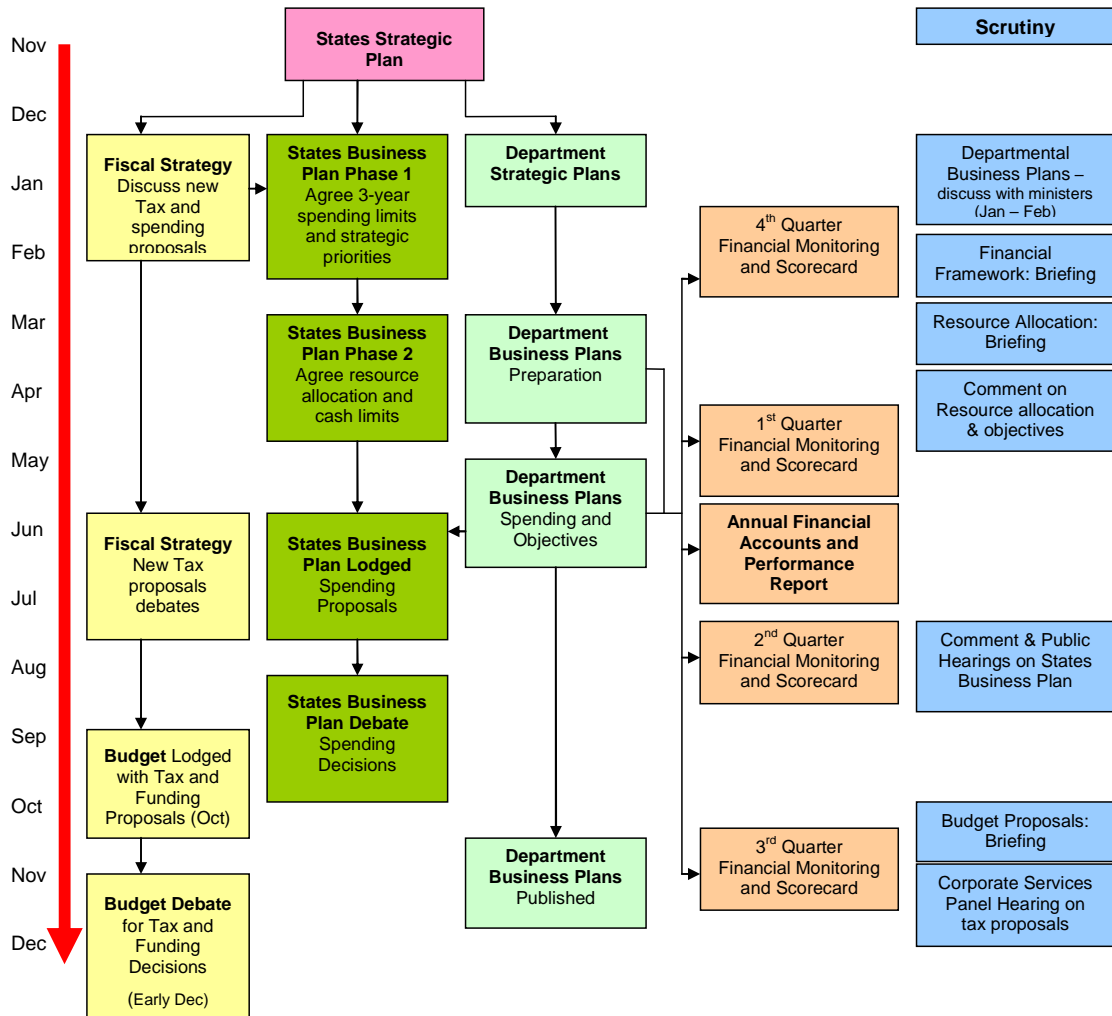 Nov
Dec
Jan
Feb
Mar
Apr
May
Jun
Jul
Aug
Sep
Oct
Nov
Dec
States Strategic
Plan
Fiscal Strategy
Discuss new
Tax and
spending
proposals
Fiscal Strategy
New Tax
proposals
debates
Budget Lodged
with Tax and
Funding
Proposals (Oct)
Budget Debate
for Tax and
Funding
Decisions
(Early Dec)
States Business
Plan Phase 1
Agree 3-year
spending limits
and strategic
priorities
States Business
Plan Phase 2
Agree resource
allocation and
cash limits
States Business
Plan Lodged
Spending
Proposals
States Business
Plan Debate
Spending
Decisions
Department
Strategic Plans
Department
Business Plans
Preparation
Department
Business Plans
Spending and
Objectives
Department
Business Plans
Published
4th Quarter
Financial Monitoring
and Scorecard
1st Quarter
Financial Monitoring
and Scorecard
Annual Financial
Accounts and
Performance
Report
2nd Quarter
Financial Monitoring
and Scorecard
3rd Quarter
Financial Monitoring
and Scorecard
Scrutiny
Departmental
Business Plans –
discuss with ministers
(Jan – Feb)
Financial
Framework: Briefing
Resource Allocation:
Briefing
Comment on
Resource allocation
& objectives
Comment & Public
Hearings on States
Business Plan
Budget Proposals:
Briefing
Corporate Services
Panel Hearing on
tax proposals